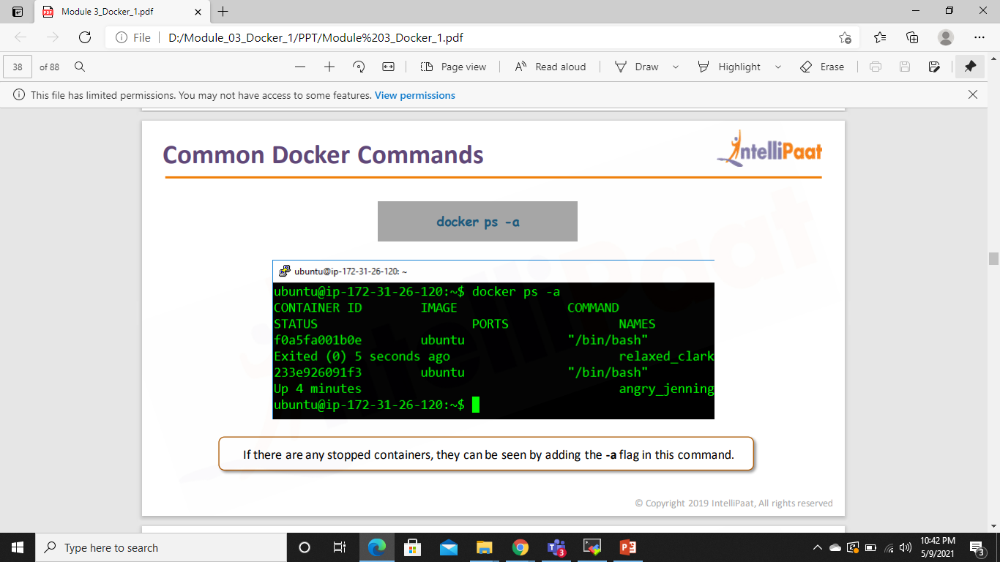 Module 3_Docker_1.pdf
File D:/Module_03_Docker_1/PPT/Module%203_Docker_1.pdf
38 of 88 Page view Read aloud Draw Highlight Erase
This file has limited permissions. You may not have access to some features. View permissions
Common Docker Commands
IntelliPaat
docker ps -a
ubuntu@ip-172-31-26-120: ~
ubuntu@ip-172-31-26-120:~$ docker ps -a
CONTAINER ID IMAGE COMMAND
STATUS PORTS NAMES
f0a5fa001b0e ubuntu "/bin/bash"
Exited (0) 5 seconds ago relaxed_clark
233e926091f3 ubuntu "/bin/bash"
Up 4 minutes angry_jenning
ubuntu@ip-172-31-26-120:~$
If there are any stopped containers, they can be seen by adding the -a flag in this command.
© Copyright 2019 IntelliPaat, All rights reserved
Type here to search
3
10:42 PM
5/9/2021
3